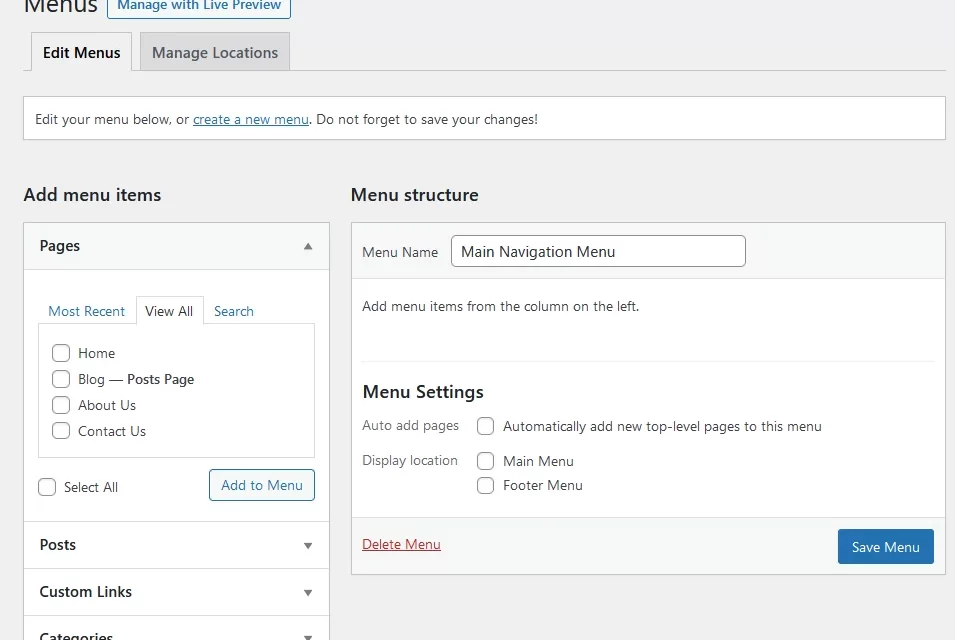 Menus Manage with Live Preview
Edit Menus Manage Locations
Edit your menu below, or create a new menu. Do not forget to save your changes!
Add menu items
Pages
Most Recent View All Search
Home
Blog — Posts Page
About Us
Contact Us
Select All Add to Menu
Posts
Custom Links
Categories
Menu structure
Menu Name Main Navigation Menu
Add menu items from the column on the left.
Menu Settings
Auto add pages Automatically add new top-level pages to this menu
Display location Main Menu
Footer Menu
Delete Menu Save Menu